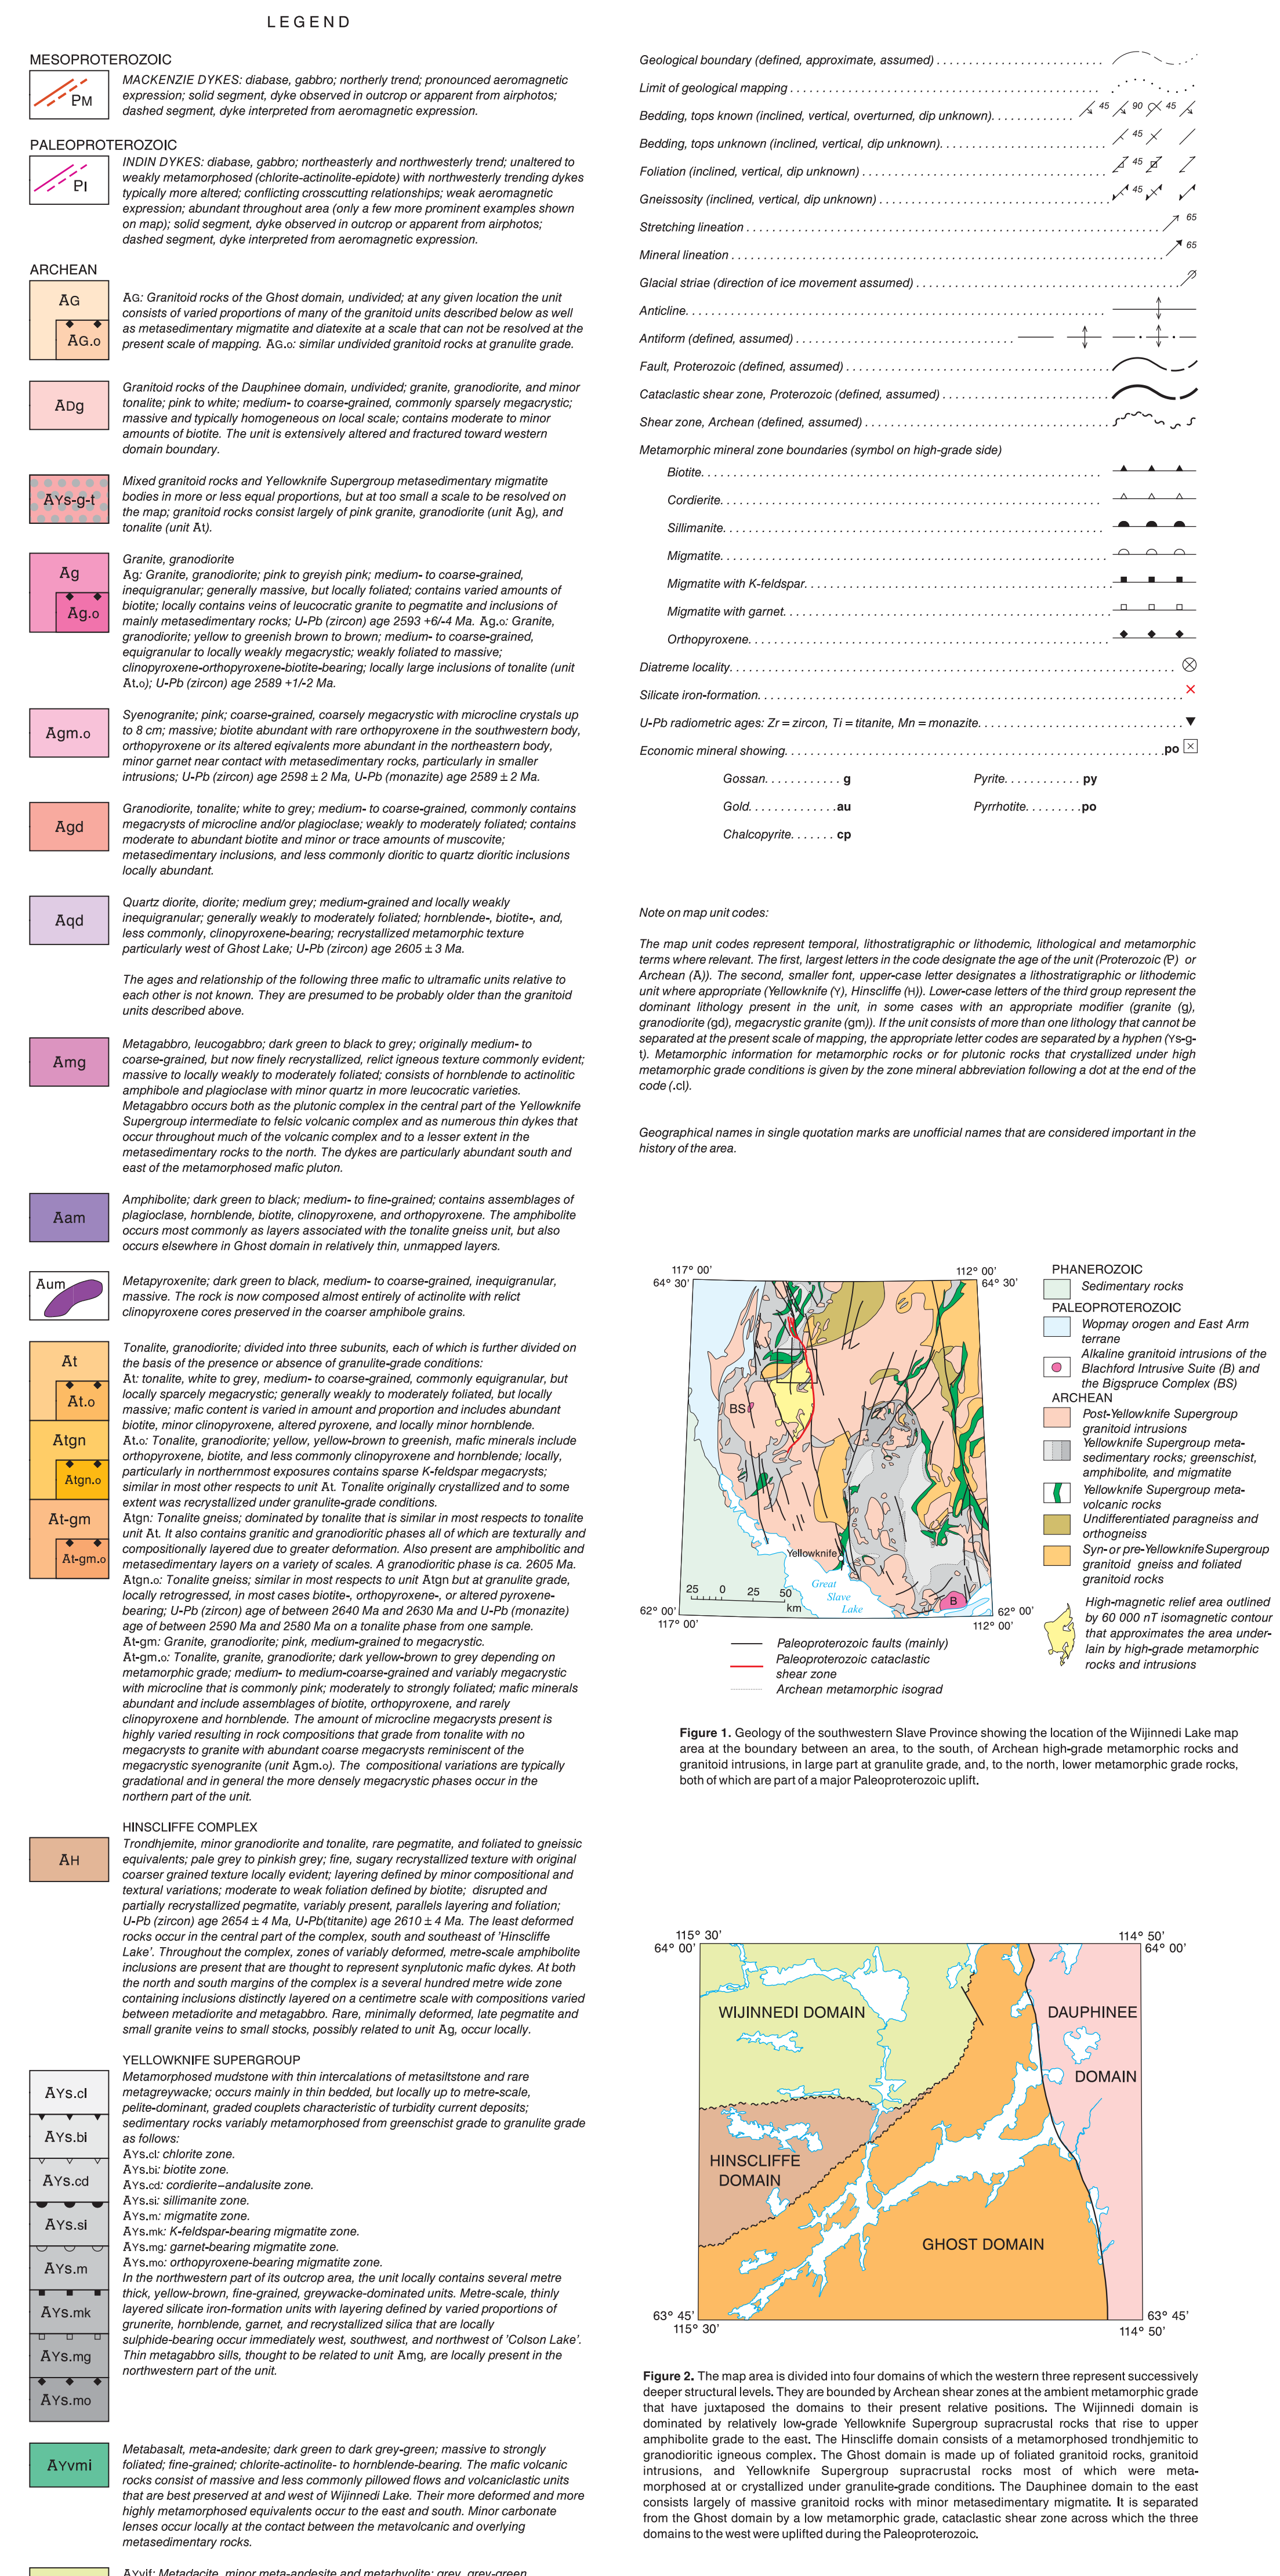 LEGEND
MESOPROTEROZOIC
PM
MACKENZIE DYKES: diabase, gabbro; northerly trend; pronounced aeromagnetic
expression; solid segment, dyke observed in outcrop or apparent from airphotos;
dashed segment, dyke interpreted from aeromagnetic expression.
PALEOPROTEROZOIC
PI
INDIN DYKES: diabase, gabbro; northeasterly and northwesterly trend; unaltered to
weakly metamorphosed (chlorite-actinolite-epidote) with northwesterly trending dykes
typically more altered; conflicting crosscutting relationships; weak aeromagnetic
expression; abundant throughout area (only a few more prominent examples shown
on map); solid segment, dyke observed in outcrop or apparent from airphotos;
dashed segment, dyke interpreted from aeromagnetic expression.
ARCHEAN
AG
AG.o
AG: Granitoid rocks of the Ghost domain, undivided; at any given location the unit
consists of varied proportions of many of the granitoid units described below as well
as metasedimentary migmatite and diatexite at a scale that can not be resolved at the
present scale of mapping. AG.o: similar undivided granitoid rocks at granulite grade.
ADg
Granitoid rocks of the Dauphinee domain, undivided; granite, granodiorite, and minor
tonalite; pink to white; medium- to coarse-grained, commonly sparsely megacrystic;
massive and typically homogeneous on local scale; contains moderate to minor
amounts of biotite. The unit is extensively altered and fractured toward western
domain boundary.
AYs-g-t
Mixed granitoid rocks and Yellowknife Supergroup metasedimentary migmatite
bodies in more or less equal proportions, but at too small a scale to be resolved on
the map; granitoid rocks consist largely of pink granite, granodiorite (unit Ag), and
tonalite (unit At).
Ag
Ag.o
Granite, granodiorite
Ag: Granite, granodiorite; pink to greyish pink; medium- to coarse-grained,
inequigranular; generally massive, but locally foliated; contains varied amounts of
biotite; locally contains veins of leucocratic granite to pegmatite and inclusions of
mainly metasedimentary rocks; U-Pb (zircon) age 2593 +6/-4 Ma. Ag.o: Granite,
granodiorite; yellow to greenish brown to brown; medium- to coarse-grained,
equigranular to locally weakly megacrystic; weakly foliated to massive;
clinopyroxene-orthopyroxene-biotite-bearing; locally large inclusions of tonalite (unit
At.o); U-Pb (zircon) age 2589 +1/-2 Ma.
Agm.o
Syenogranite; pink; coarse-grained, coarsely megacrystic with microcline crystals up
to 8 cm; massive; biotite abundant with rare orthopyroxene in the southwestern body,
orthopyroxene or its altered eqivalents more abundant in the northeastern body,
minor garnet near contact with metasedimentary rocks, particularly in smaller
intrusions; U-Pb (zircon) age 2598 ± 2 Ma, U-Pb (monazite) age 2589 ± 2 Ma.
Agd
Granodiorite, tonalite; white to grey; medium- to coarse-grained, commonly contains
megacrysts of microcline and/or plagioclase; weakly to moderately foliated; contains
moderate to abundant biotite and minor or trace amounts of muscovite;
metasedimentary inclusions, and less commonly dioritic to quartz dioritic inclusions
locally abundant.
Aqd
Quartz diorite, diorite; medium grey; medium-grained and locally weakly
inequigranular; generally weakly to moderately foliated; hornblende-, biotite-, and,
less commonly, clinopyroxene-bearing; recrystallized metamorphic texture
particularly west of Ghost Lake; U-Pb (zircon) age 2605 ± 3 Ma.
The ages and relationship of the following three mafic to ultramafic units relative to
each other is not known. They are presumed to be probably older than the granitoid
units described above.
Amg
Metagabbro, leucogabbro; dark green to black to grey; originally medium- to
coarse-grained, but now finely recrystallized, relict igneous texture commonly evident;
massive to locally weakly to moderately foliated; consists of hornblende to actinolitic
amphibole and plagioclase with minor quartz in more leucocratic varieties.
Metagabbro occurs both as the plutonic complex in the central part of the Yellowknife
Supergroup intermediate to felsic volcanic complex and as numerous thin dykes that
occur throughout much of the volcanic complex and to a lesser extent in the
metasedimentary rocks to the north. The dykes are particularly abundant south and
east of the metamorphosed mafic pluton.
Aam
Amphibolite; dark green to black; medium- to fine-grained; contains assemblages of
plagioclase, hornblende, biotite, clinopyroxene, and orthopyroxene. The amphibolite
occurs most commonly as layers associated with the tonalite gneiss unit, but also
occurs elsewhere in Ghost domain in relatively thin, unmapped layers.
Aum
Metapyroxenite; dark green to black, medium- to coarse-grained, inequigranular,
massive. The rock is now composed almost entirely of actinolite with relict
clinopyroxene cores preserved in the coarser amphibole grains.
At
At.o
Atgn
Atgn.o
At-gm
At-gm.o
Tonalite, granodiorite; divided into three subunits, each of which is further divided on
the basis of the presence or absence of granulite-grade conditions:
At: tonalite, white to grey, medium- to coarse-grained, commonly equigranular, but
locally sparsely megacrystic; generally weakly to moderately foliated, but locally
massive; mafic content is varied in amount and proportion and includes abundant
biotite, minor clinopyroxene, altered pyroxene, and locally minor hornblende.
At.o: Tonalite, granodiorite; yellow, yellow-brown to greenish, mafic minerals include
orthopyroxene, biotite, and less commonly clinopyroxene and hornblende; locally,
particularly in northernmost exposures contains sparse K-feldspar megacrysts;
similar in most other respects to unit At. Tonalite originally crystallized and to some
extent was recrystallized under granulite-grade conditions.
Atgn: Tonalite gneiss; dominated by tonalite that is similar in most respects to tonalite
unit At. It also contains granitic and granodioritic phases all of which are texturally and
compositionally layered due to greater deformation. Also present are amphibolitic and
metasedimentary layers on a variety of scales. A granodioritic phase is ca. 2605 Ma.
Atgn.o: Tonalite gneiss; similar in most respects to unit Atgn but at granulite grade,
locally retrogressed, in most cases biotite-, orthopyroxene-, or altered pyroxene-
bearing; U-Pb (zircon) age of between 2640 Ma and 2630 Ma and U-Pb (monazite)
age of between 2590 Ma and 2580 Ma on a tonalite phase from one sample.
At-gm: Granite, granodiorite; pink, medium-grained to megacrystic.
At-gm.o: Tonalite, granite, granodiorite; dark yellow-brown to grey depending on
metamorphic grade; medium- to medium-coarse-grained and variably megacrystic
with microcline that is commonly pink; moderately to strongly foliated; mafic minerals
abundant and include assemblages of biotite, orthopyroxene, and rarely
clinopyroxene and hornblende. The amount of microcline megacrysts present is
highly varied resulting in rock compositions that grade from tonalite with no
megacrysts to granite with abundant coarse megacrysts reminiscent of the
megacrystic syenogranite (unit Agm.o). The compositional variations are typically
gradational and in general the more densely megacrystic phases occur in the
northern part of the unit.
HINSCLIFFE COMPLEX
AH
Trondhjemite, minor granodiorite and tonalite, rare pegmatite, and foliated to gneissic
equivalents; pale grey to pinkish grey; fine, sugary recrystallized texture with original
coarser grained texture locally evident; layering defined by minor compositional and
textural variations; moderate to weak foliation defined by biotite; disrupted and
partially recrystallized pegmatite, variably present, parallels layering and foliation;
U-Pb (zircon) age 2654 ± 4 Ma, U-Pb(titanite) age 2610 ± 4 Ma. The least deformed
rocks occur in the central part of the complex, south and southeast of 'Hinscliffe
Lake'. Throughout the complex, zones of variably deformed, metre-scale amphibolite
inclusions are present that are thought to represent synplutonic mafic dykes. At both
the north and south margins of the complex is a several hundred metre wide zone
containing inclusions distinctly layered on a centimetre scale with compositions varied
between metadiorite and metagabbro. Rare, minimally deformed, late pegmatite and
small granite veins to small stocks, possibly related to unit Ag, occur locally.
YELLOWKNIFE SUPERGROUP
AYs.cl
AYs.bi
AYs.cd
AYs.si
AYs.m
AYs.mk
AYs.mg
AYs.mo
Metamorphosed mudstone with thin intercalations of metasiltstone and rare
metagreywacke; occurs mainly in thin bedded, but locally up to metre-scale,
pelite-dominant, graded couplets characteristic of turbidity current deposits;
sedimentary rocks variably metamorphosed from greenschist grade to granulite grade
as follows:
AYs.cl: chlorite zone.
AYs.bi: biotite zone.
AYs.cd: cordierite–andalusite zone.
AYs.si: sillimanite zone.
AYs.m: migmatite zone.
AYs.mk: K-feldspar-bearing migmatite zone.
AYs.mg: garnet-bearing migmatite zone.
AYs.mo: orthopyroxene-bearing migmatite zone.
In the northwestern part of its outcrop area, the unit locally contains several metre
thick, yellow-brown, fine-grained, greywacke-dominated units. Metre-scale, thinly
layered silicate iron-formation units with layering defined by varied proportions of
grunerite, hornblende, garnet, and recrystallized silica that are locally
sulphide-bearing occur immediately west, southwest, and northwest of 'Colson Lake'.
Thin metagabbro sills, thought to be related to unit Amg, are locally present in the
northwestern part of the unit.
AYvmi
Metabasalt, meta-andesite; dark green to dark grey-green; massive to strongly
foliated; fine-grained; chlorite-actinolite- to hornblende-bearing. The mafic volcanic
rocks consist of massive and less commonly pillowed flows and volcaniclastic units
that are best preserved at and west of Wijinnedi Lake. Their more deformed and more
highly metamorphosed equivalents occur to the east and south. Minor carbonate
lenses occur locally at the contact between the metavolcanic and overlying
metasedimentary rocks.
AYvif: Metadacite, minor meta-andesite and metarhyolite; grey, grey-green
Geological boundary (defined, approximate, assumed)
Limit of geological mapping
Bedding, tops known (inclined, vertical, overturned, dip unknown) 45 90 45
Bedding, tops unknown (inclined, vertical, dip unknown) 45
Foliation (inclined, vertical, dip unknown) 45
Gneissosity (inclined, vertical, dip unknown) 45
Stretching lineation 65
Mineral lineation 65
Glacial striae (direction of ice movement assumed)
Anticline
Antiform (defined, assumed)
Fault, Proterozoic (defined, assumed)
Cataclastic shear zone, Proterozoic (defined, assumed)
Shear zone, Archean (defined, assumed)
Metamorphic mineral zone boundaries (symbol on high-grade side)
Biotite
Cordierite
Sillimanite
Migmatite
Migmatite with K-feldspar
Migmatite with garnet
Orthopyroxene
Diatreme locality
Silicate iron-formation
U-Pb radiometric ages: Zr = zircon, Ti = titanite, Mn = monazite
Economic mineral showing po
Gossan g Pyrite py
Gold au Pyrrhotite po
Chalcopyrite cp
Note on map unit codes:
The map unit codes represent temporal, lithostratigraphic or lithodemic, lithological and metamorphic
terms where relevant. The first, largest letters in the code designate the age of the unit (Proterozoic (P) or
Archean (A)). The second, smaller font, upper-case letter designates a lithostratigraphic or lithodemic
unit where appropriate (Yellowknife (Y), Hinscliffe (H)). Lower-case letters of the third group represent the
dominant lithology present in the unit, in some cases with an appropriate modifier (granite (g),
granodiorite (gd), megacrystic granite (gm)). If the unit consists of more than one lithology that cannot be
separated at the present scale of mapping, the appropriate letter codes are separated by a hyphen (Ys-g-
t). Metamorphic information for metamorphic rocks or for plutonic rocks that crystallized under high
metamorphic grade conditions is given by the zone mineral abbreviation following a dot at the end of the
code (.cl).
Geographical names in single quotation marks are unofficial names that are considered important in the
history of the area.
117° 00'
64° 30'
112° 00'
64° 30'
BS
Yellowknife
Great
Slave
Lake
B
25 0 25 50
km
62° 00'
117° 00'
62° 00'
112° 00'
Paleoproterozoic faults (mainly)
Paleoproterozoic cataclastic
shear zone
Archean metamorphic isograd
PHANEROZOIC
Sedimentary rocks
PALEOPROTEROZOIC
Wopmay orogen and East Arm
terrane
Alkaline granitoid intrusions of the
Blachford Intrusive Suite (B) and
the Bigspruce Complex (BS)
ARCHEAN
Post-Yellowknife Supergroup
granitoid intrusions
Yellowknife Supergroup meta-
sedimentary rocks; greenschist,
amphibolite, and migmatite
Yellowknife Supergroup meta-
volcanic rocks
Undifferentiated paragneiss and
orthogneiss
Syn- or pre-Yellowknife Supergroup
granitoid gneiss and foliated
granitoid rocks
High-magnetic relief area outlined
by 60 000 nT isomagnetic contour
that approximates the area under-
lain by high-grade metamorphic
rocks and intrusions
Figure 1. Geology of the southwestern Slave Province showing the location of the Wijinnedi Lake map
area at the boundary between an area, to the south, of Archean high-grade metamorphic rocks and
granitoid intrusions, in large part at granulite grade, and, to the north, lower metamorphic grade rocks,
both of which are part of a major Paleoproterozoic uplift.
115° 30'
64° 00'
114° 50'
64° 00'
WIJINNEDI DOMAIN
DAUPHINEE
DOMAIN
HINSCLIFFE
DOMAIN
GHOST DOMAIN
63° 45'
115° 30'
63° 45'
114° 50'
Figure 2. The map area is divided into four domains of which the western three represent successively
deeper structural levels. They are bounded by Archean shear zones at the ambient metamorphic grade
that have juxtaposed the domains to their present relative positions. The Wijinnedi domain is
dominated by relatively low-grade Yellowknife Supergroup supracrustal rocks that rise to upper
amphibolite grade to the east. The Hinscliffe domain consists of a metamorphosed trondhjemitic to
granodioritic igneous complex. The Ghost domain is made up of foliated granitoid rocks, granitoid
intrusions, and Yellowknife Supergroup supracrustal rocks most of which were meta-
morphosed at or crystallized under granulite-grade conditions. The Dauphinee domain to the east
consists largely of massive granitoid rocks with minor metasedimentary migmatite. It is separated
from the Ghost domain by a low metamorphic grade, cataclastic shear zone across which the three
domains to the west were uplifted during the Paleoproterozoic.